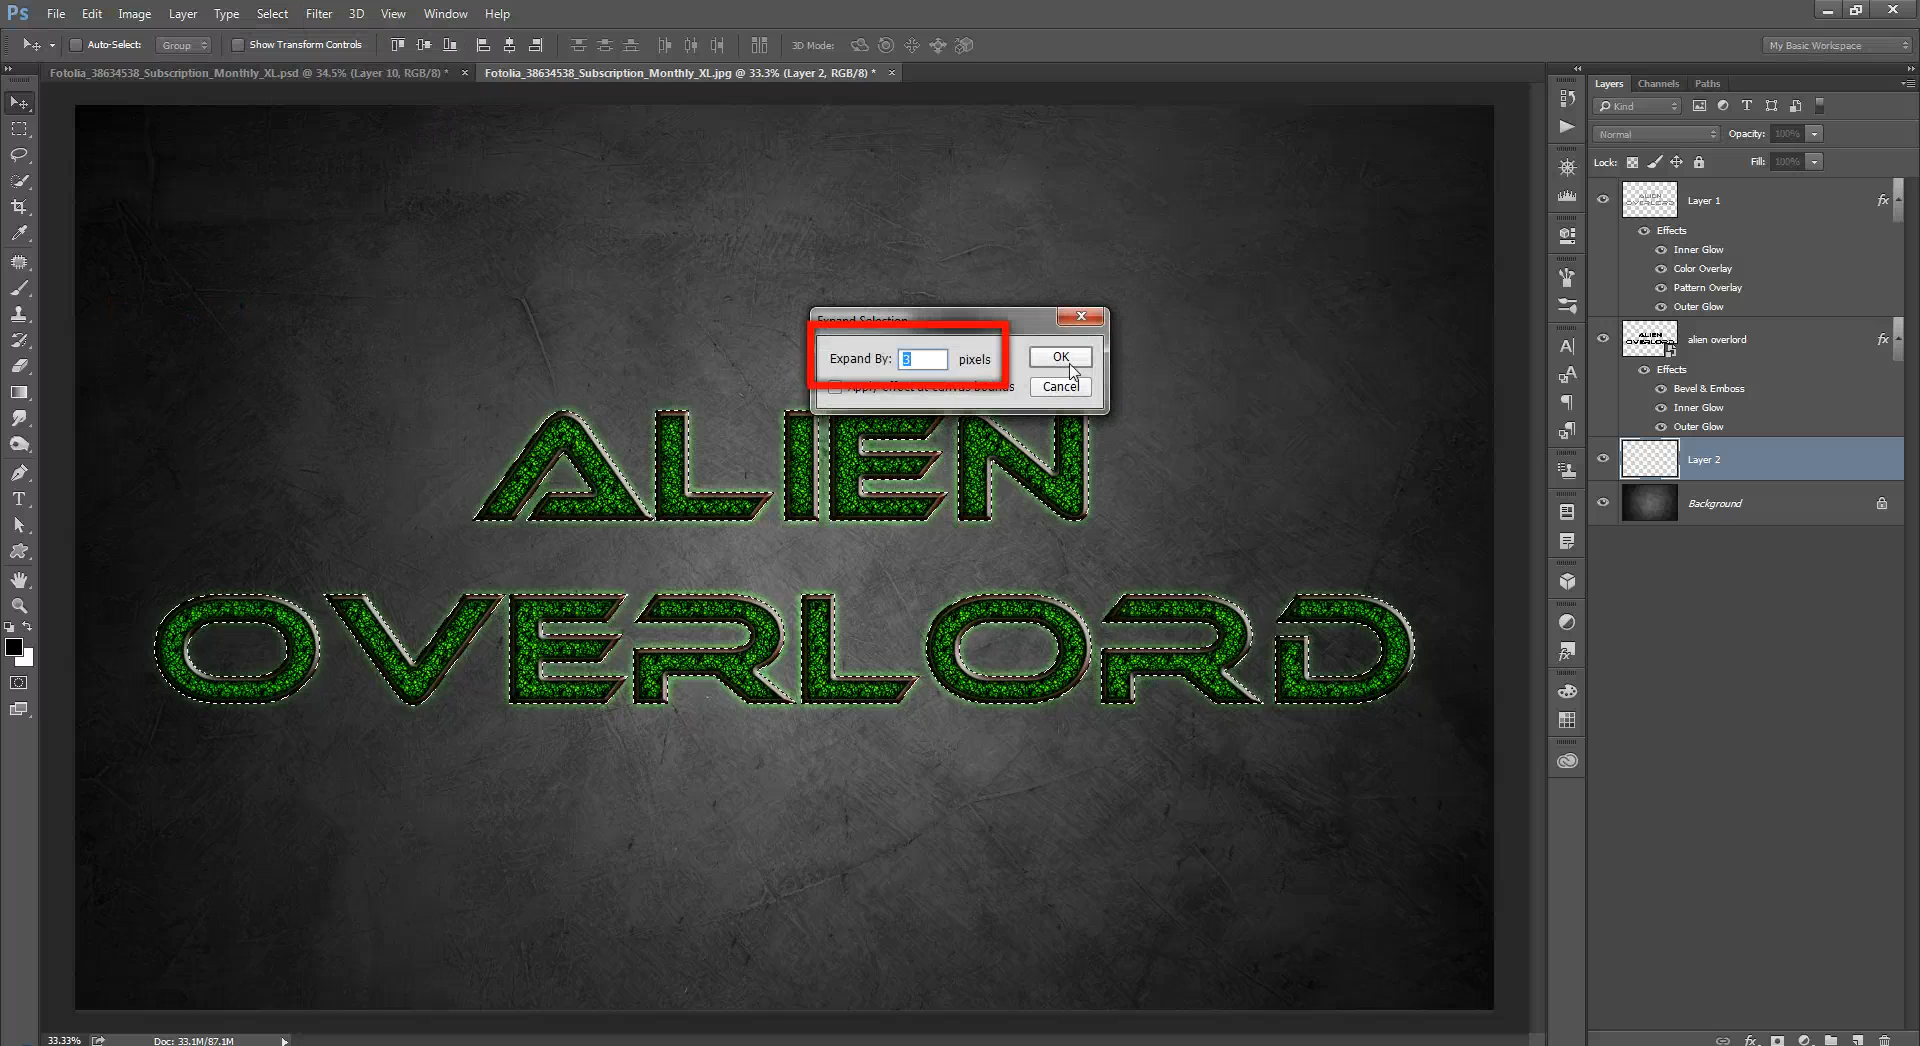 Ps File Edit Image Layer Type Select Filter 3D View Window Help
Auto-Select: Group Show Transform Controls 3D Mode: My Basic Workspace
Fotolia_38634538_Subscription_Monthly_XL.psd @ 34.5% (Layer 10, RGB/8) * × Fotolia_38634538_Subscription_Monthly_XL.jpg @ 33.3% (Layer 2, RGB/8) * ×
Layers Channels Paths
Kind
Normal Opacity: 100%
Lock: Fill: 100%
Layer 1 fx
Effects
Inner Glow
Color Overlay
Pattern Overlay
Outer Glow
alien overlord fx
Effects
Bevel & Emboss
Inner Glow
Outer Glow
Layer 2
Background
Expand Selection
Expand By: 3 pixels OK
Apply effect at canvas bounds Cancel
ALIEN
OVERLORD
33.33% Doc: 33.1M/87.1M